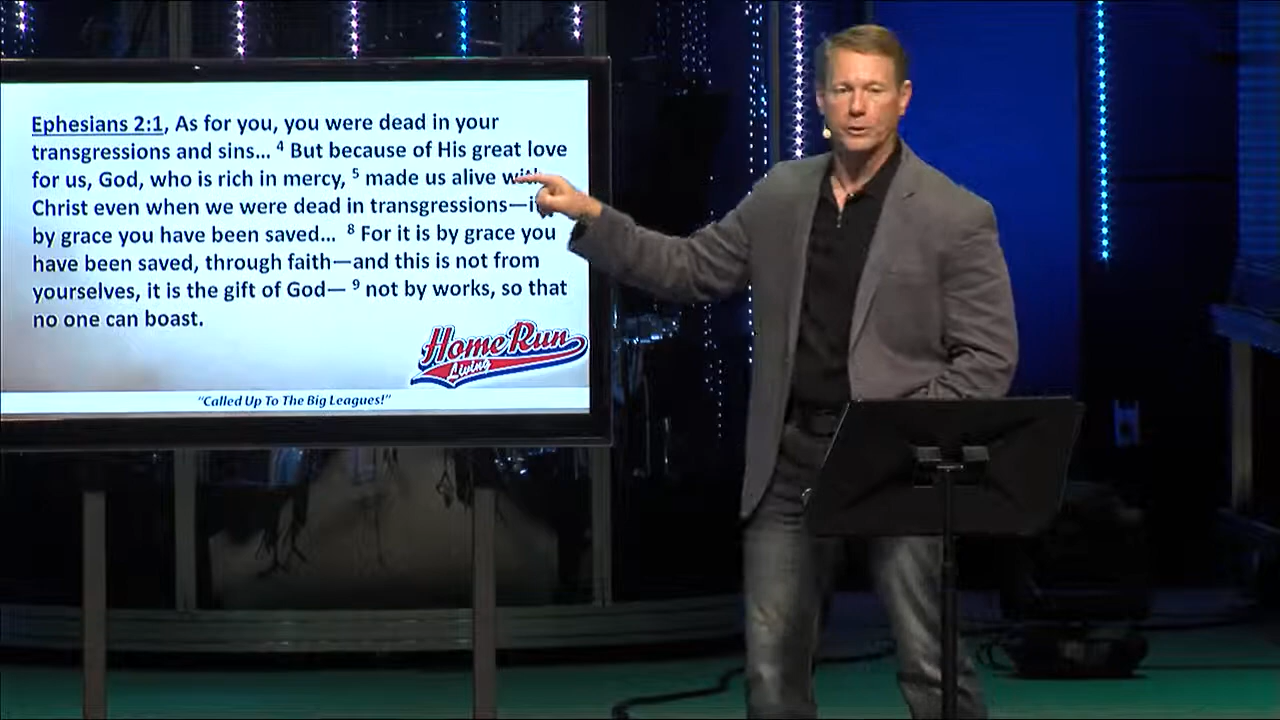 Ephesians 2:1, As for you, you were dead in your
transgressions and sins... 4 But because of His great love
for us, God, who is rich in mercy, 5 made us alive with
Christ even when we were dead in transgressions—
by grace you have been saved... 8 For it is by grace you
have been saved, through faith—and this is not from
yourselves, it is the gift of God— 9 not by works, so that
no one can boast.
Home Run
Living
“Called Up To The Big Leagues!”